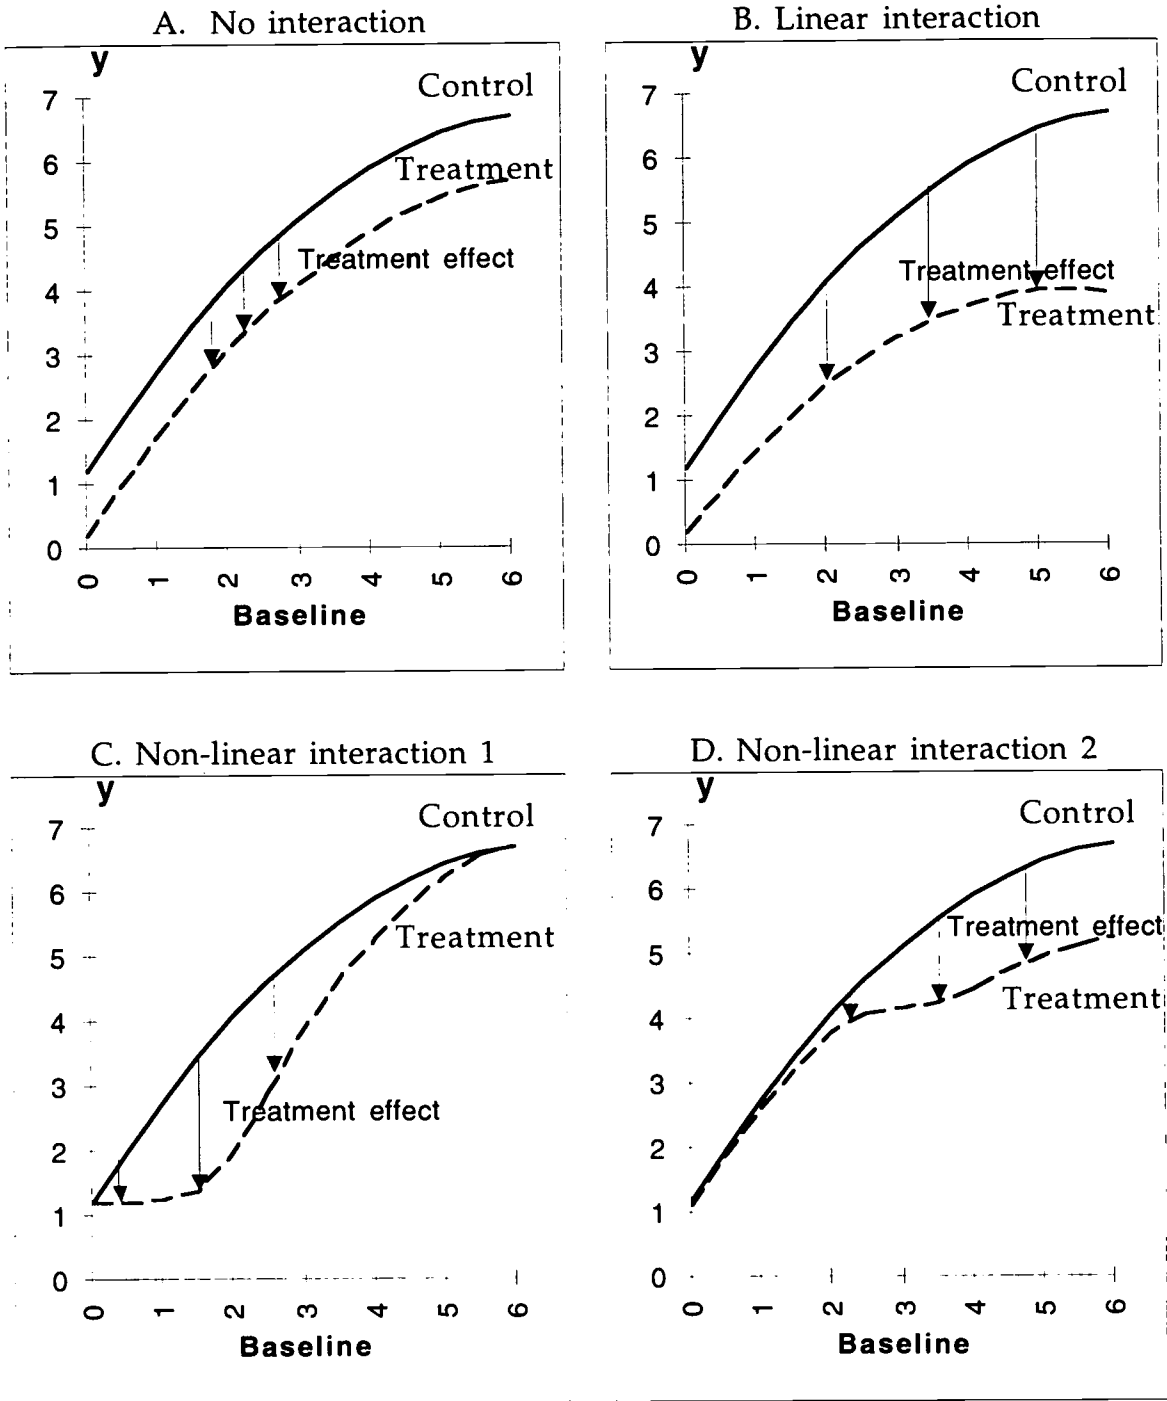 A. No interaction
y
Control
7
6
Treatment
5
Treatment effect
4
3
2
1
0
0 1 2 3 4 5 6
Baseline
B. Linear interaction
y
Control
7
6
5
Treatment effect
4
Treatment
3
2
1
0
0 1 2 3 4 5 6
Baseline
C. Non-linear interaction 1
y
Control
7
6
Treatment
5
4
3
Treatment effect
2
1
0
0 1 2 3 4 5 6
Baseline
D. Non-linear interaction 2
y
Control
7
6
Treatment effect
5
Treatment
4
3
2
1
0
0 1 2 3 4 5 6
Baseline